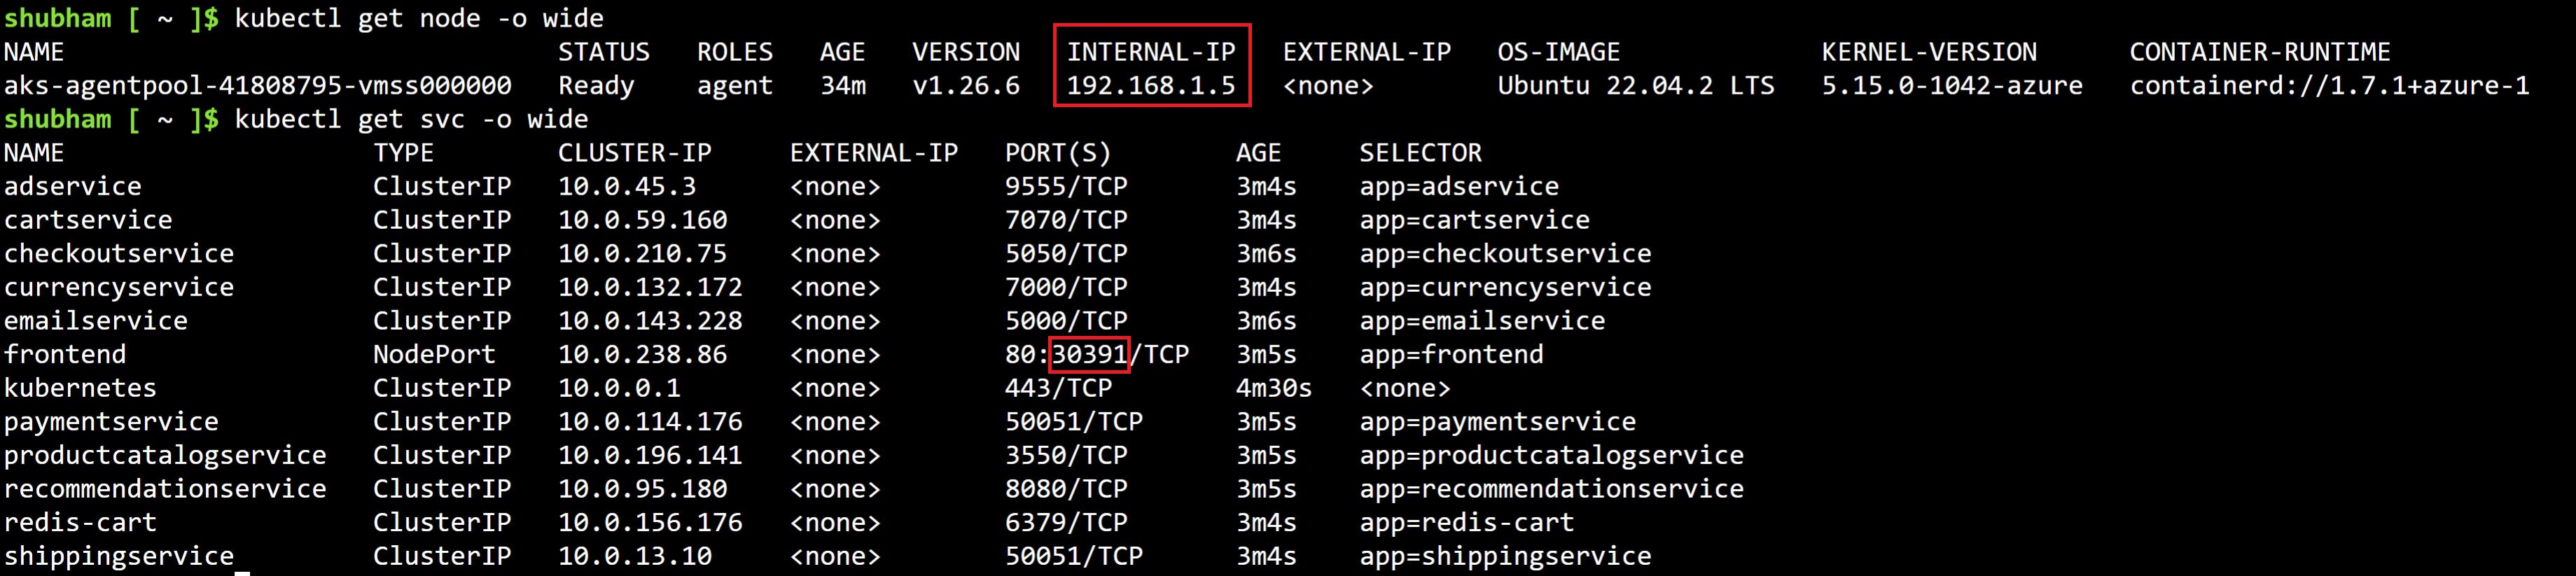 shubham [ ~ ]$ kubectl get node -o wide
NAME STATUS ROLES AGE VERSION INTERNAL-IP EXTERNAL-IP OS-IMAGE KERNEL-VERSION CONTAINER-RUNTIME
aks-agentpool-41808795-vmss000000 Ready agent 34m v1.26.6 192.168.1.5 <none> Ubuntu 22.04.2 LTS 5.15.0-1042-azure containerd://1.7.1+azure-1
shubham [ ~ ]$ kubectl get svc -o wide
NAME TYPE CLUSTER-IP EXTERNAL-IP PORT(S) AGE SELECTOR
adservice ClusterIP 10.0.45.3 <none> 9555/TCP 3m4s app=adservice
cartservice ClusterIP 10.0.59.160 <none> 7070/TCP 3m4s app=cartservice
checkoutservice ClusterIP 10.0.210.75 <none> 5050/TCP 3m6s app=checkoutservice
currencyservice ClusterIP 10.0.132.172 <none> 7000/TCP 3m4s app=currencyservice
emailservice ClusterIP 10.0.143.228 <none> 5000/TCP 3m6s app=emailservice
frontend NodePort 10.0.238.86 <none> 80:30391/TCP 3m5s app=frontend
kubernetes ClusterIP 10.0.0.1 <none> 443/TCP 4m30s <none>
paymentservice ClusterIP 10.0.114.176 <none> 50051/TCP 3m5s app=paymentservice
productcatalogservice ClusterIP 10.0.196.141 <none> 3550/TCP 3m5s app=productcatalogservice
recommendationservice ClusterIP 10.0.95.180 <none> 8080/TCP 3m5s app=recommendationservice
redis-cart ClusterIP 10.0.156.176 <none> 6379/TCP 3m4s app=redis-cart
shippingservice ClusterIP 10.0.13.10 <none> 50051/TCP 3m4s app=shippingservice